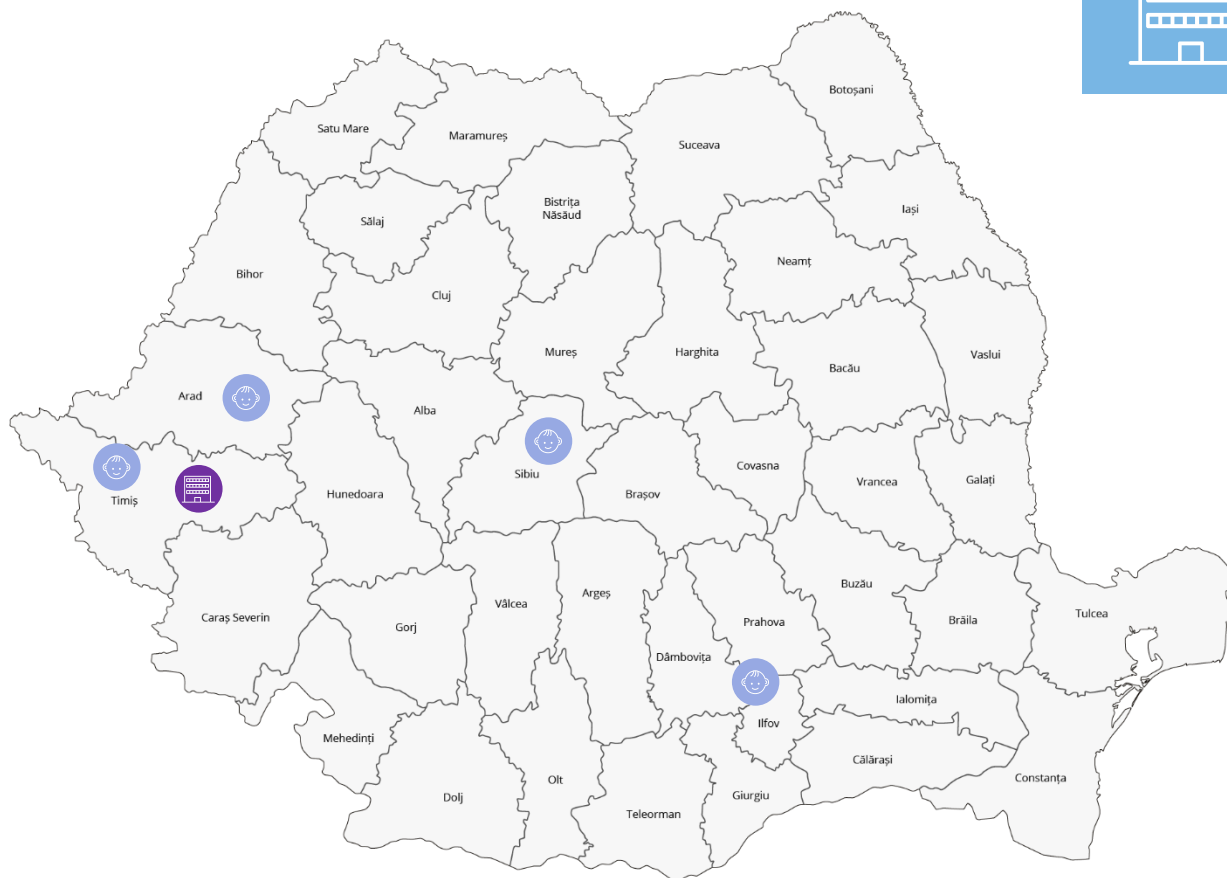 Botoșani
Satu Mare
Maramureș
Suceava
Bistrița
Năsăud
Iași
Sălaj
Neamț
Bihor
Cluj
Mureș
Harghita
Vaslui
Bacău
Arad
Alba
Covasna
Sibiu
Vrancea
Galați
Hunedoara
Brașov
Timiș
Buzău
Argeș
Vâlcea
Tulcea
Caraș Severin
Gorj
Prahova
Brăila
Dâmbovița
Ialomița
Ilfov
Mehedinți
Călărași
Constanța
Olt
Dolj
Giurgiu
Teleorman